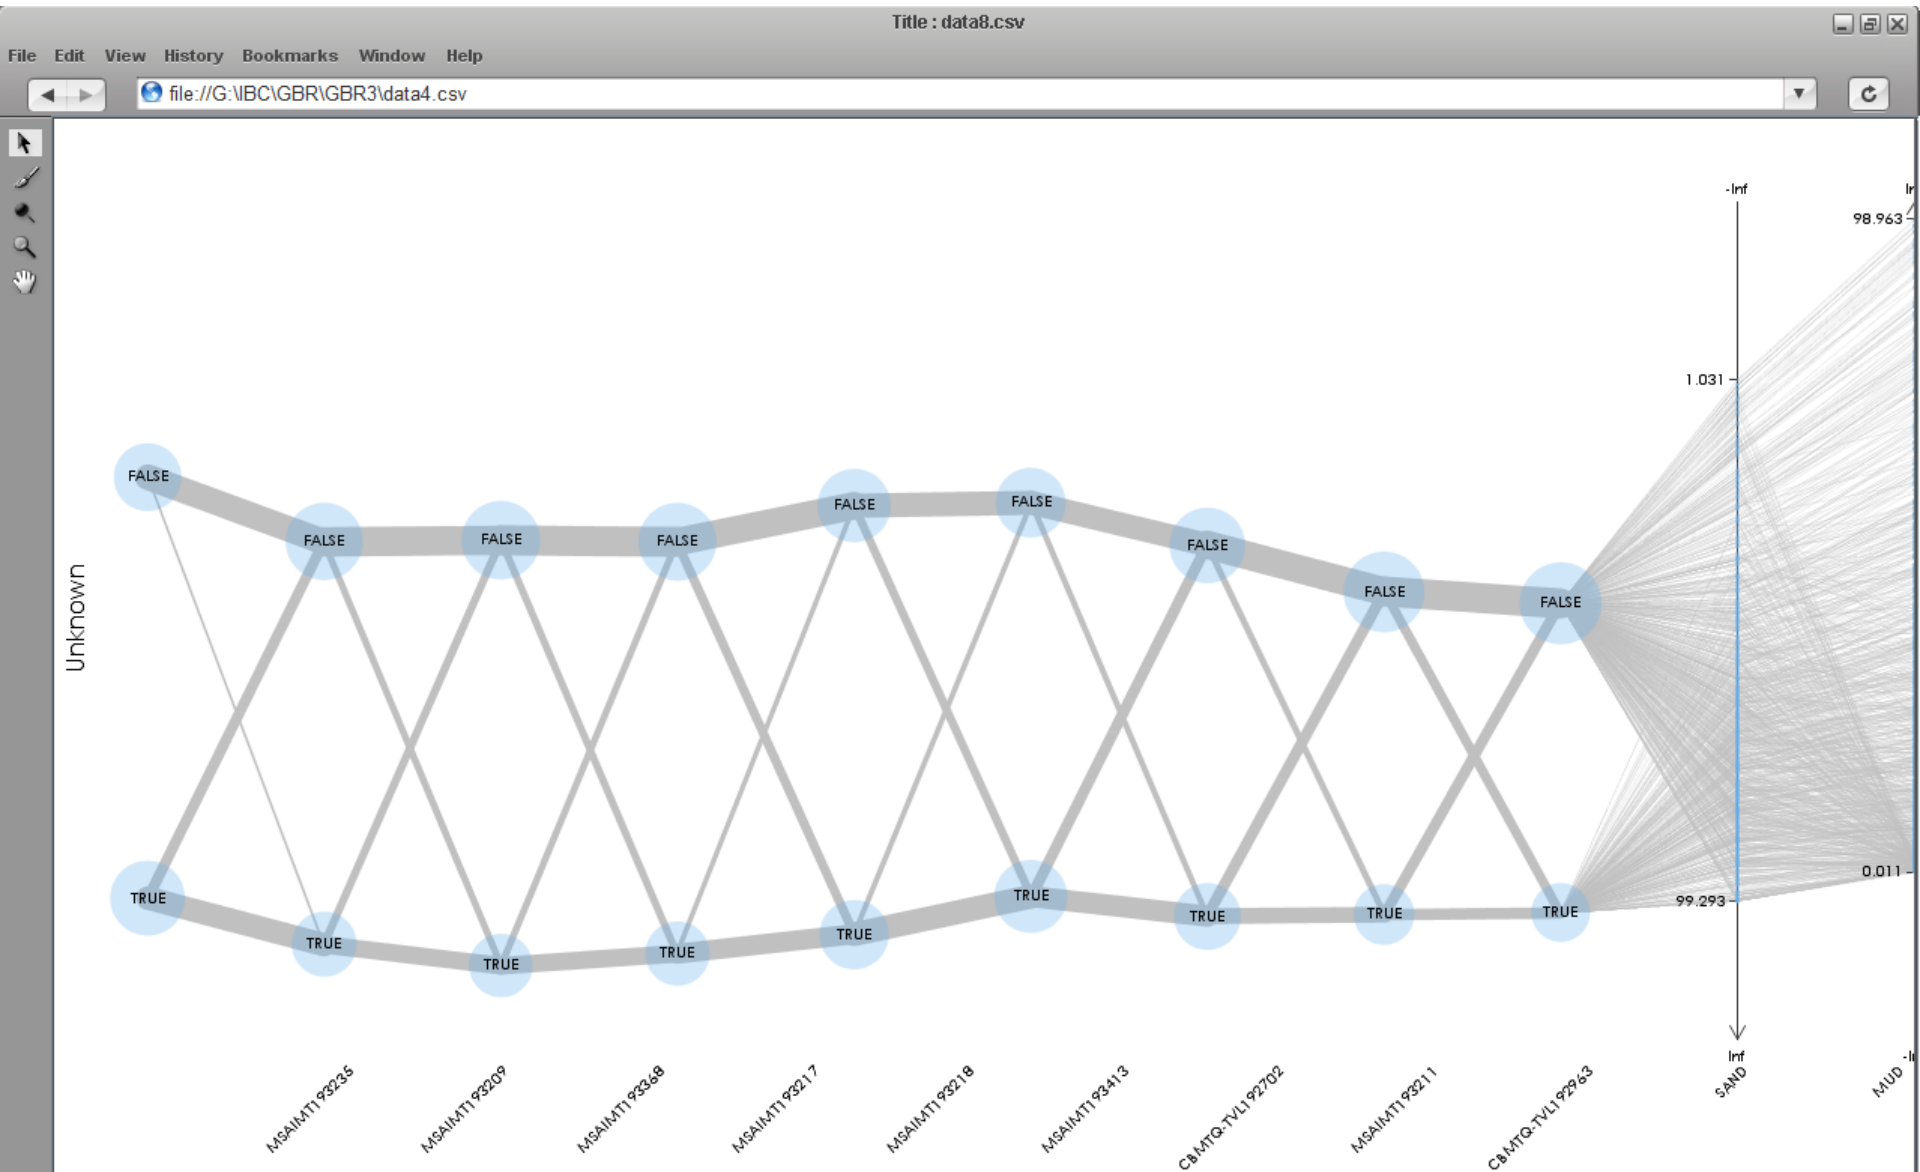 Title : data8.csv
File Edit View History Bookmarks Window Help
file://G:\IBC\GBR\GBR3\data4.csv
-Inf
98.963
1.031
FALSE FALSE FALSE FALSE FALSE FALSE FALSE FALSE FALSE
Unknown
0.011
99.293
TRUE TRUE TRUE TRUE TRUE TRUE TRUE TRUE TRUE
Inf
MSAIMT193235
MSAIMT193209
MSAIMT193368
MSAIMT193217
MSAIMT193218
MSAIMT193413
CBMTQ-TVL192702
MSAIMT193211
CBMTQ-TVL192963
SAND
MUD